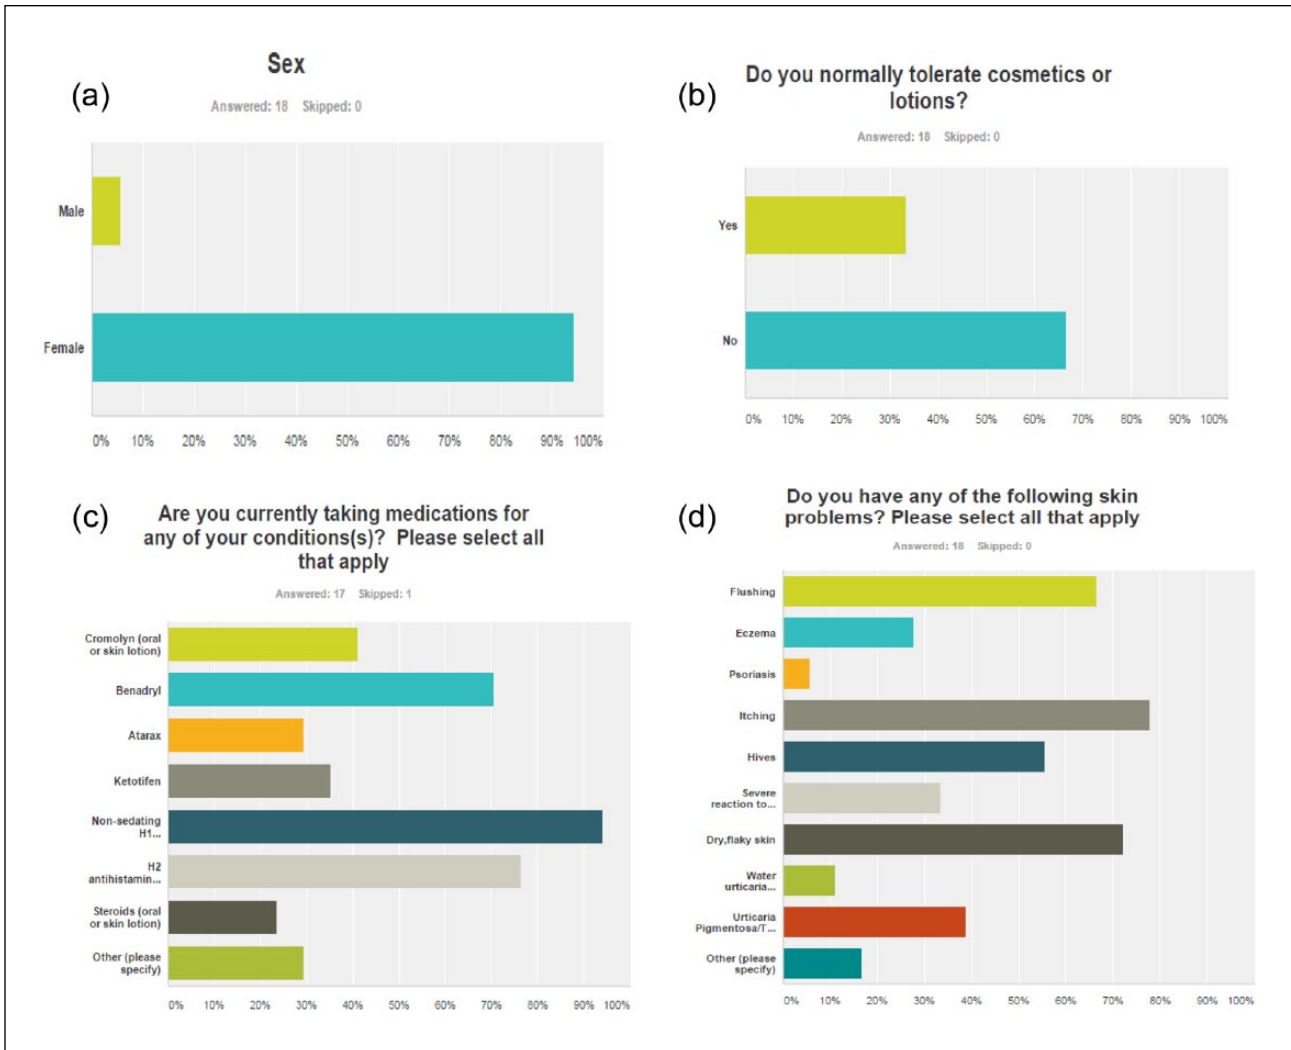 (a)
Sex
Answered: 18 Skipped: 0
Male
Female
0% 10% 20% 30% 40% 50% 60% 70% 80% 90% 100%
(b)
Do you normally tolerate cosmetics or
lotions?
Answered: 18 Skipped: 0
Yes
No
0% 10% 20% 30% 40% 50% 60% 70% 80% 90% 100%
(c)
Are you currently taking medications for
any of your conditions(s)? Please select all
that apply
Answered: 17 Skipped: 1
Cromolyn (oral
or skin lotion)
Benadryl
Atarax
Ketotifen
Non-sedating
H1...
H2
antihistamin...
Steroids (oral
or skin lotion)
Other (please
specify)
0% 10% 20% 30% 40% 50% 60% 70% 80% 90% 100%
(d)
Do you have any of the following skin
problems? Please select all that apply
Answered: 18 Skipped: 0
Flushing
Eczema
Psoriasis
Itching
Hives
Severe
reaction to...
Dry,flaky skin
Water
urticaria...
Urticaria
Pigmentosa/T...
Other (please
specify)
0% 10% 20% 30% 40% 50% 60% 70% 80% 90% 100%